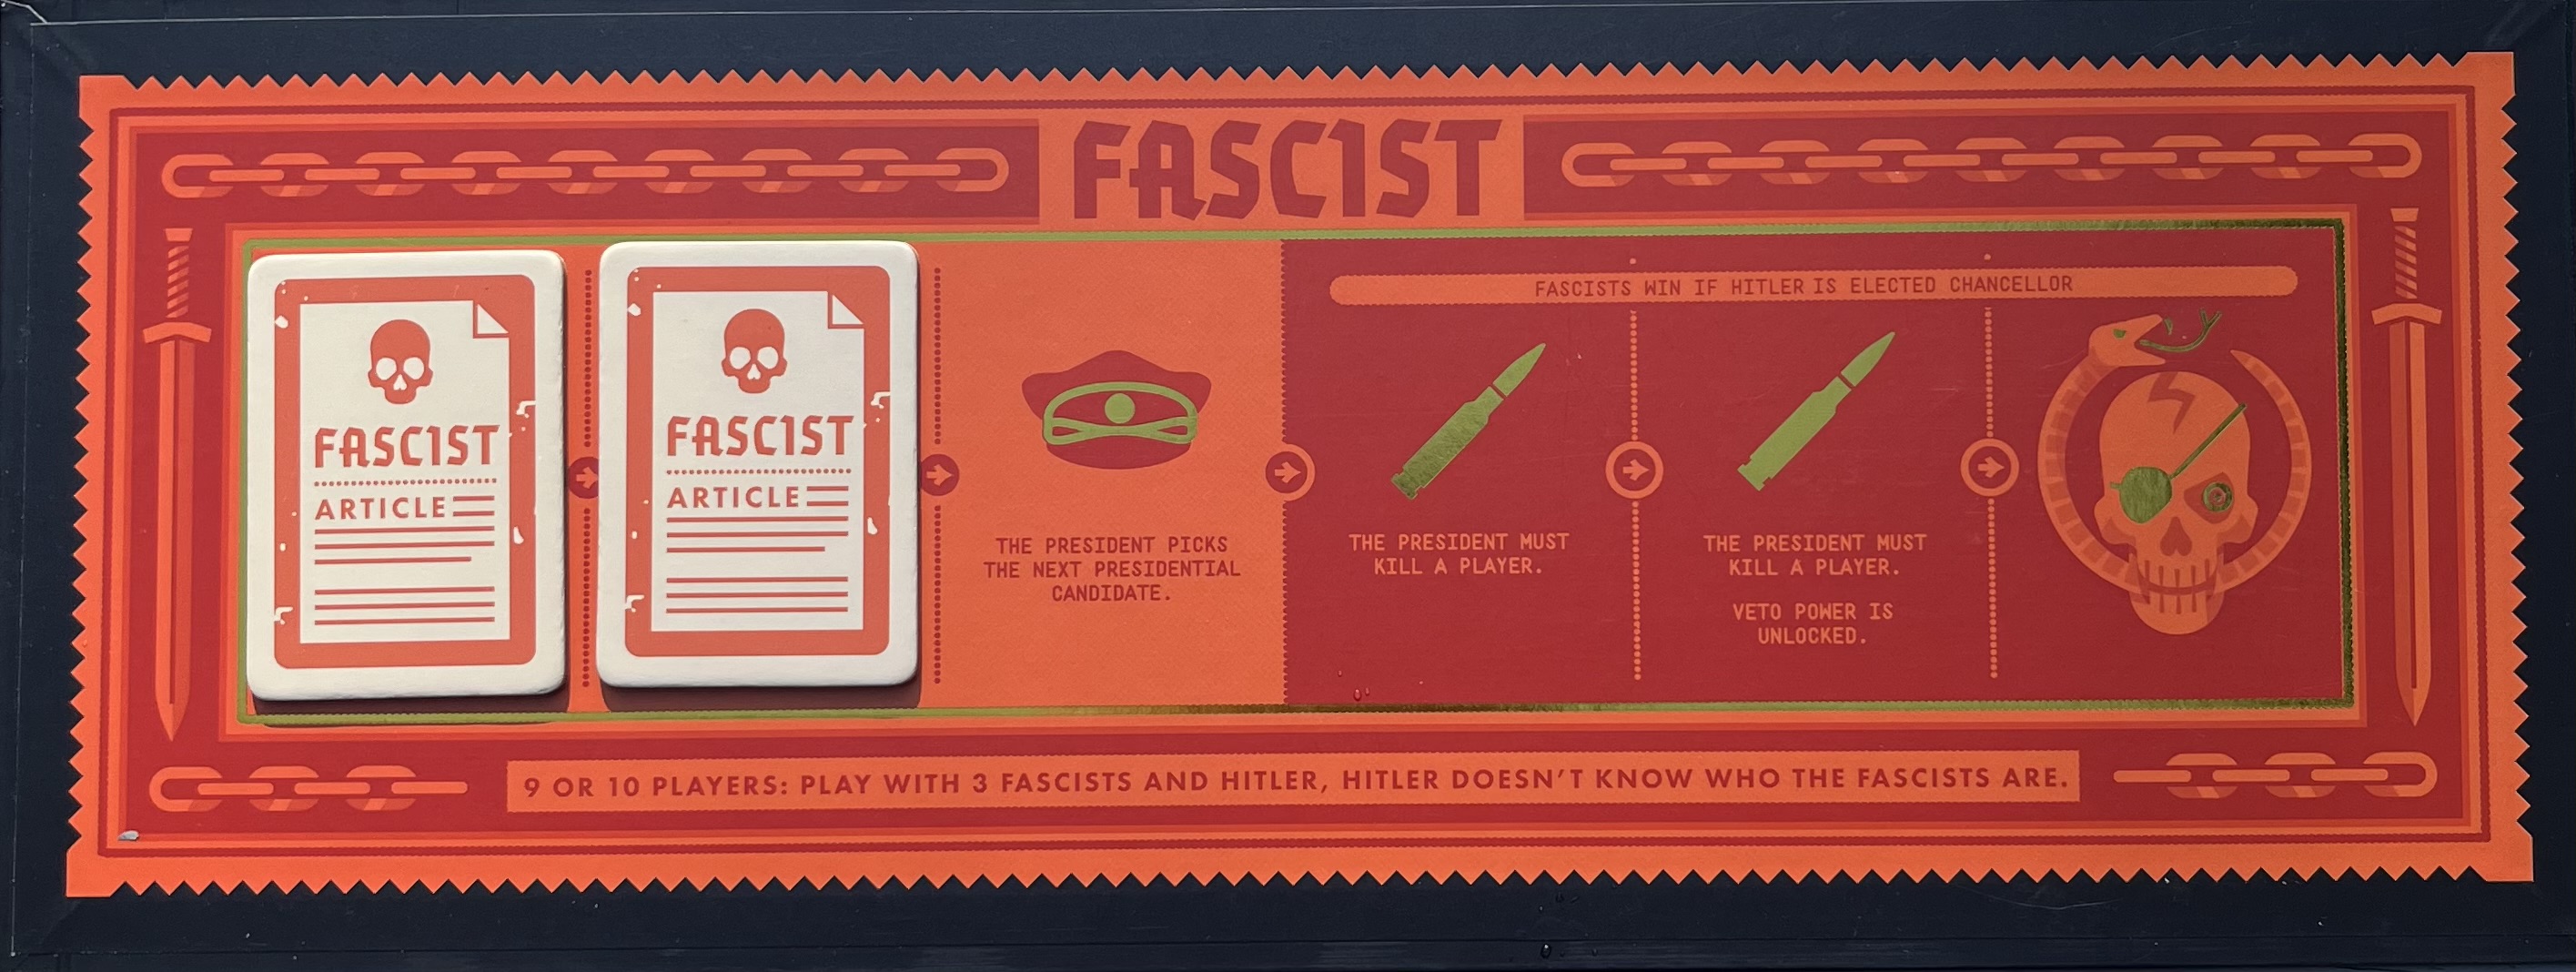 FASCIST
FASCIST
ARTICLE
FASCIST
ARTICLE
THE PRESIDENT PICKS
THE NEXT PRESIDENTIAL
CANDIDATE.
FASCISTS WIN IF HITLER IS ELECTED CHANCELLOR
THE PRESIDENT MUST
KILL A PLAYER.
THE PRESIDENT MUST
KILL A PLAYER.
VETO POWER IS
UNLOCKED.
9 OR 10 PLAYERS: PLAY WITH 3 FASCISTS AND HITLER, HITLER DOESN'T KNOW WHO THE FASCISTS ARE.